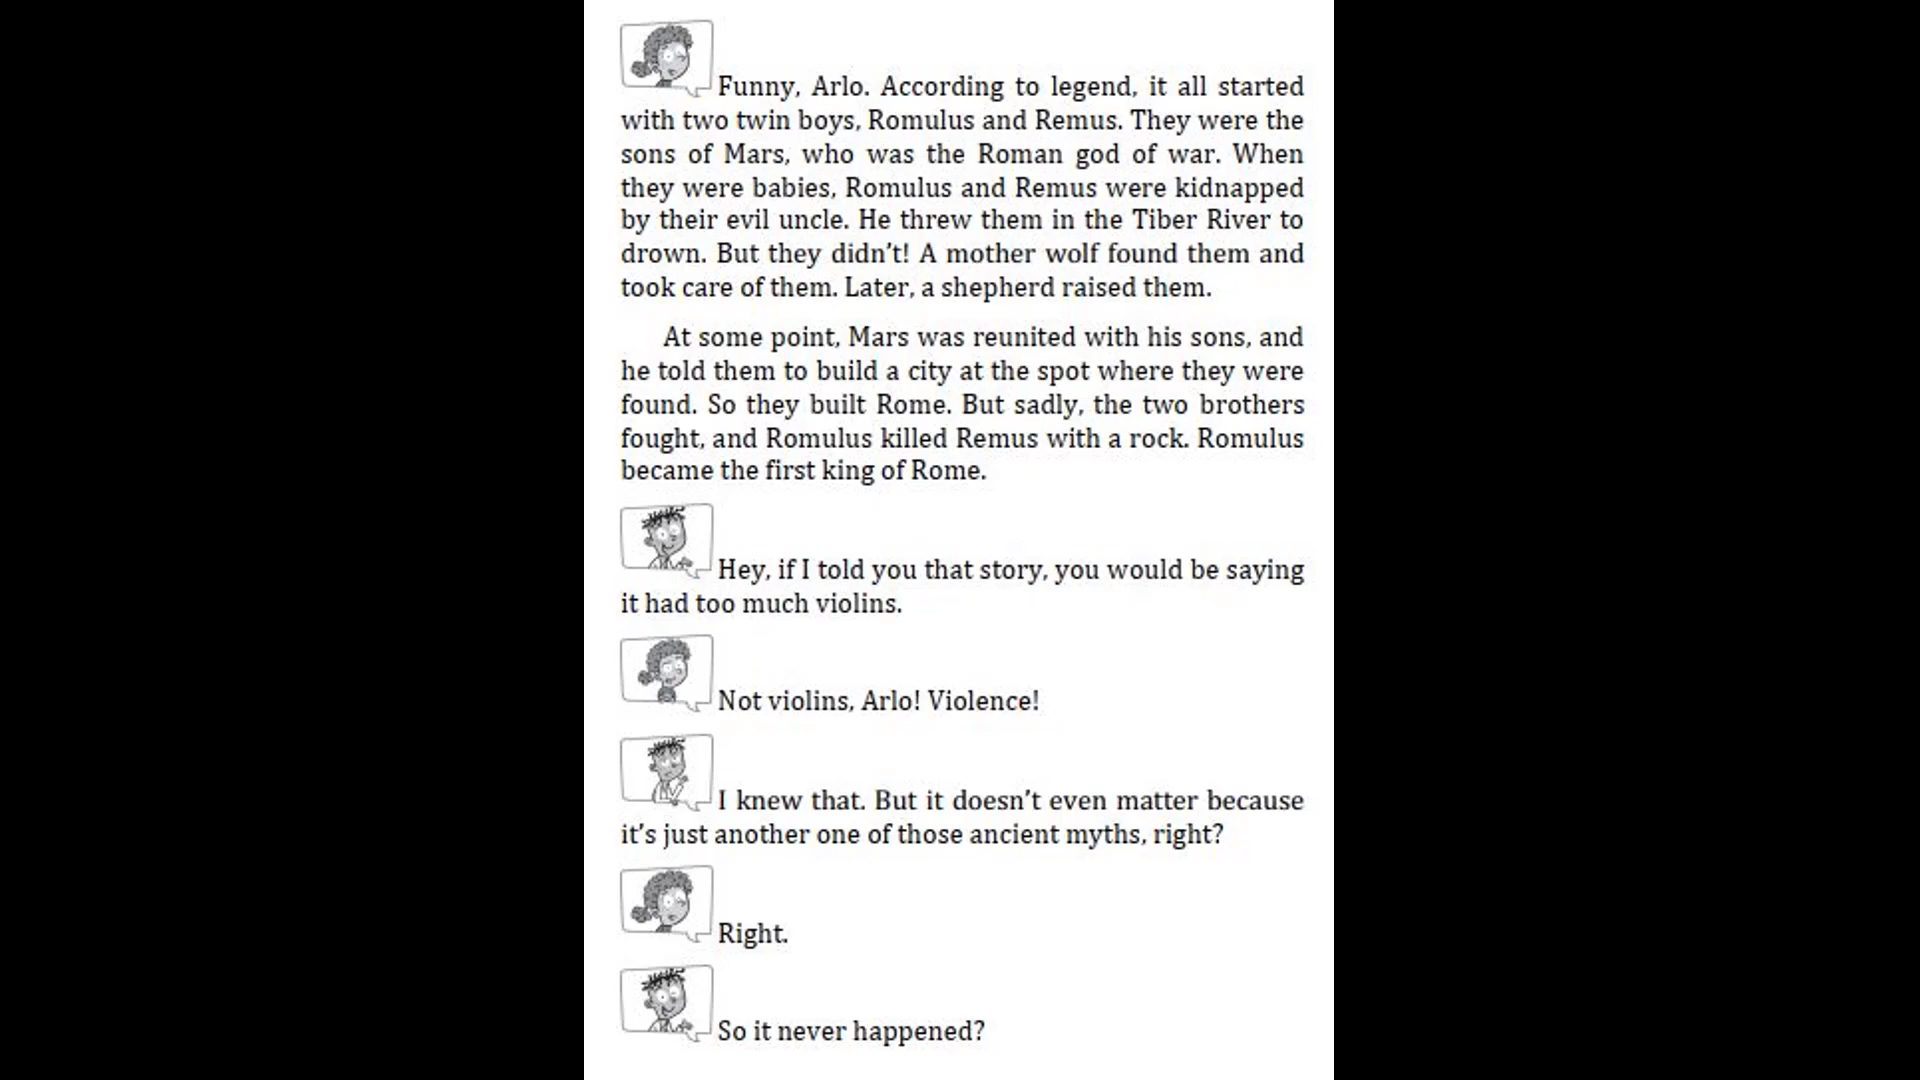 Funny, Arlo. According to legend, it all started
with two twin boys, Romulus and Remus. They were the
sons of Mars, who was the Roman god of war. When
they were babies, Romulus and Remus were kidnapped
by their evil uncle. He threw them in the Tiber River to
drown. But they didn’t! A mother wolf found them and
took care of them. Later, a shepherd raised them.
At some point, Mars was reunited with his sons, and
he told them to build a city at the spot where they were
found. So they built Rome. But sadly, the two brothers
fought, and Romulus killed Remus with a rock. Romulus
became the first king of Rome.
Hey, if I told you that story, you would be saying
it had too much violins.
Not violins, Arlo! Violence!
I knew that. But it doesn’t even matter because
it’s just another one of those ancient myths, right?
Right.
So it never happened?